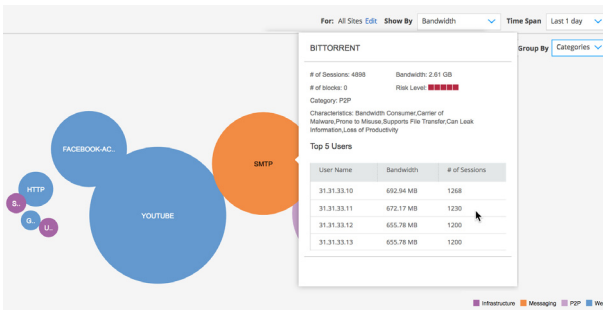 For: All Sites Edit Show By Bandwidth Time Span Last 1 day
Group By Categories
BITTORRENT
# of Sessions: 4898 Bandwidth: 2.61 GB
# of blocks: 0 Risk Level:
Category: P2P
Characteristics: Bandwidth Consumer,Carrier of
Malware,Prone to Misuse,Supports File Transfer,Can Leak
Information,Loss of Productivity
Top 5 Users
User Name Bandwidth # of Sessions
31.31.33.10 692.94 MB 1268
31.31.33.11 672.17 MB 1230
31.31.33.12 655.78 MB 1200
31.31.33.13 655.78 MB 1200
FACEBOOK-AC..
SMTP
HTTP
S..
YOUTUBE
G..
U..
Infrastructure Messaging P2P We